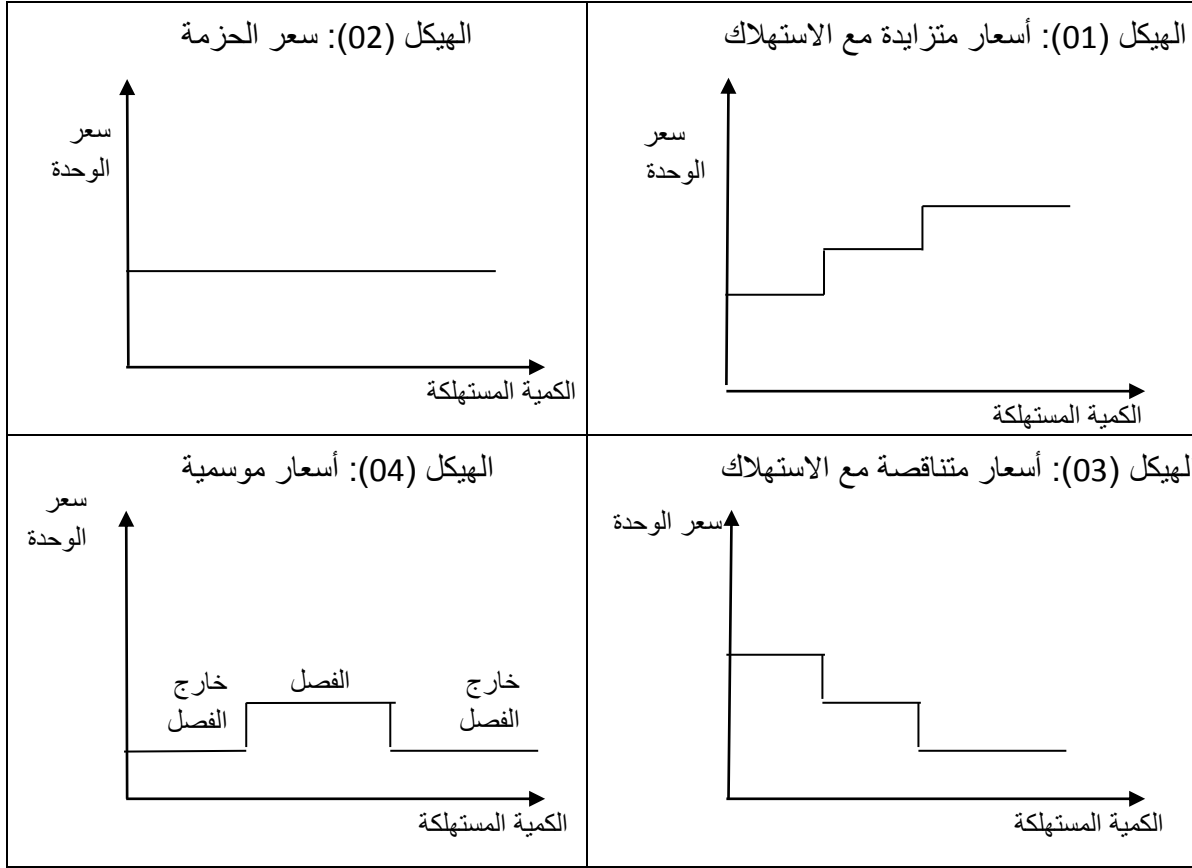 الهيكل (01): أسعار متزايدة مع الاستهلاك
سعر
الوحدة
الكمية المستهلكة
الهيكل (02): سعر الحزمة
سعر
الوحدة
الكمية المستهلكة
لهيكل (03): أسعار متناقصة مع الاستهلاك
سعر الوحدة
الكمية المستهلكة
الهيكل (04): أسعار موسمية
سعر
الوحدة
خارج
الفصل
الفصل
خارج
الفصل
الكمية المستهلكة